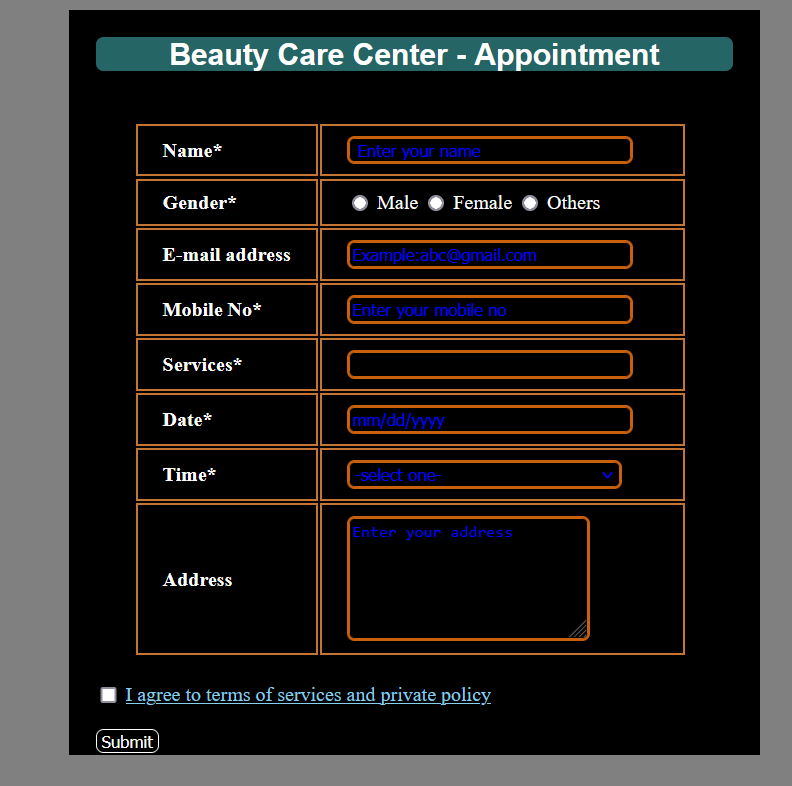 Beauty Care Center - Appointment
Name* Enter your name
Gender* Male Female Others
E-mail address Example:abc@gmail.com
Mobile No* Enter your mobile no
Services*
Date* mm/dd/yyyy
Time* -select one-
Address Enter your address
I agree to terms of services and private policy
Submit